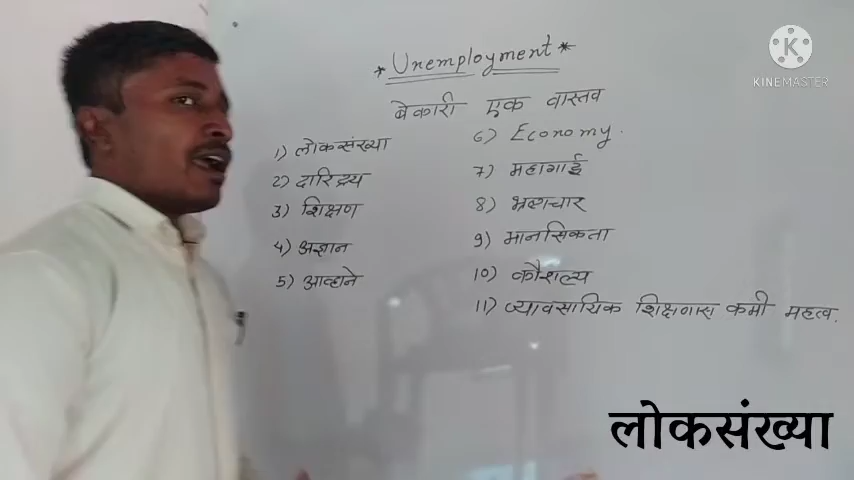 * Unemployment *
बेकारी एक वास्तव
1) लोकसंख्या
2) दारिद्र्य
3) शिक्षण
4) अज्ञान
5) आव्हाने
6) Economy.
7) महागाई
8) भ्रष्टाचार
9) मानसिकता
10) कौशल्य
11) व्यावसायिक शिक्षणास कमी महत्व.
लोकसंख्या
K
KINEMASTER